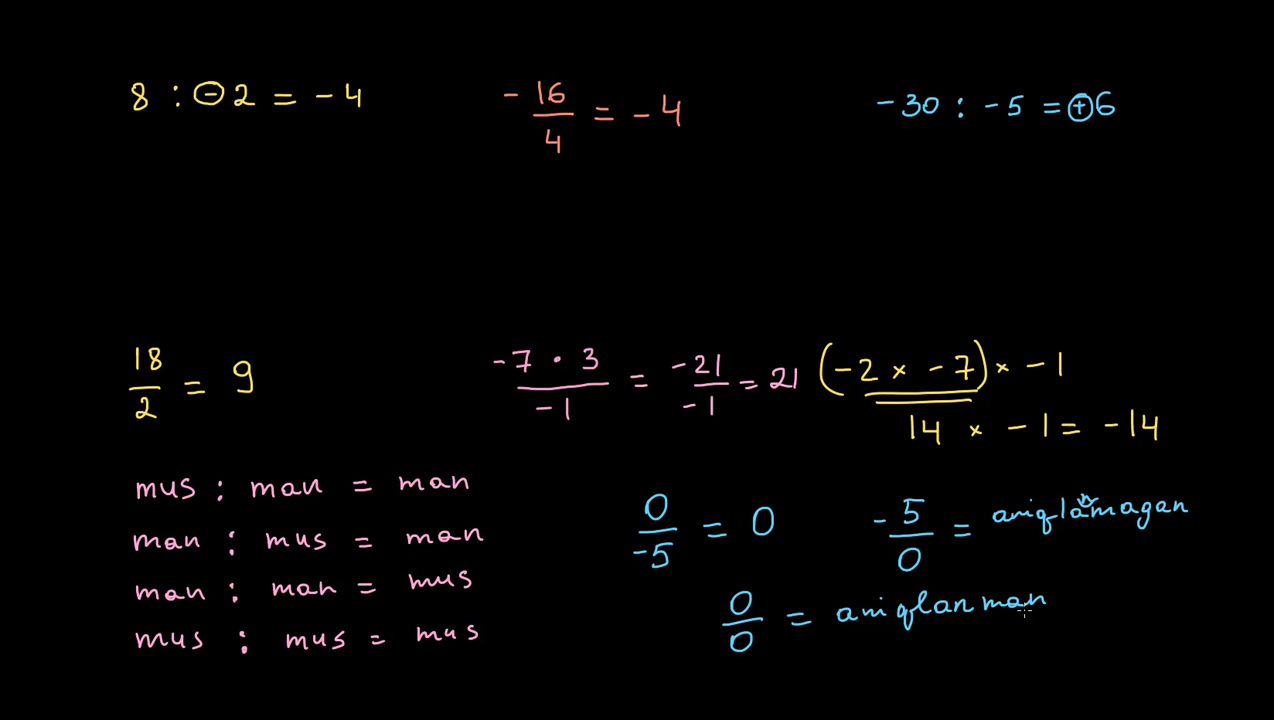 8 : -2 = -4
-16/4 = -4
-30 : -5 = +6
18/2 = 9
-7 · 3/-1 = -21/-1 = 21
(-2 × -7) × -1
14 × -1 = -14
mus : man = man
man : mus = man
man : man = mus
mus : mus = mus
0/-5 = 0
-5/0 = aniqlanmagan
0/0 = aniqlanman